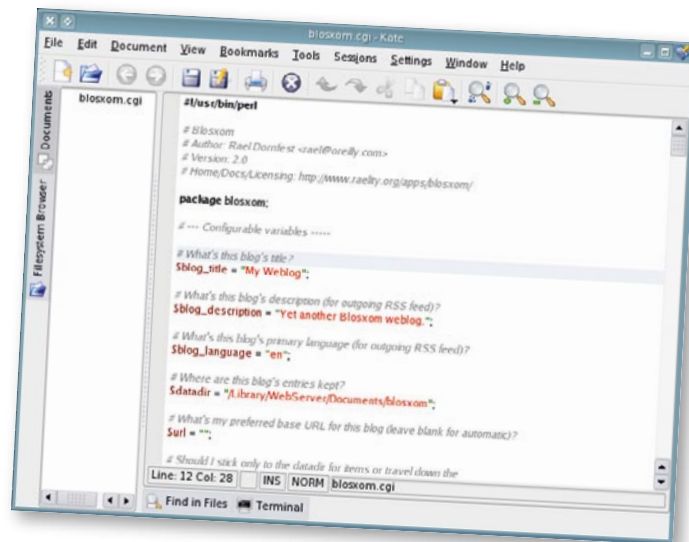 blosxom.cgi - Kate
File Edit Document View Bookmarks Tools Sessions Settings Window Help
Documents
Filesystem Browser
blosxom.cgi
#!/usr/bin/perl
# Blosxom
# Author: Rael Dornfest <rael@oreilly.com>
# Version: 2.0
# Home/Docs/Licensing: http://www.raelity.org/apps/blosxom/
package blosxom;
# --- Configurable variables -----
# What's this blog's title?
$blog_title = "My Weblog";
# What's this blog's description (for outgoing RSS feed)?
$blog_description = "Yet another Blosxom weblog.";
# What's this blog's primary language (for outgoing RSS feed)?
$blog_language = "en";
# Where are this blog's entries kept?
$datadir = "/Library/WebServer/Documents/blosxom";
# What's my preferred base URL for this blog (leave blank for automatic)?
$url = "";
# Should I stick only to the datadir for items or travel down the
Line: 12 Col: 28 INS NORM blosxom.cgi
Find in Files Terminal